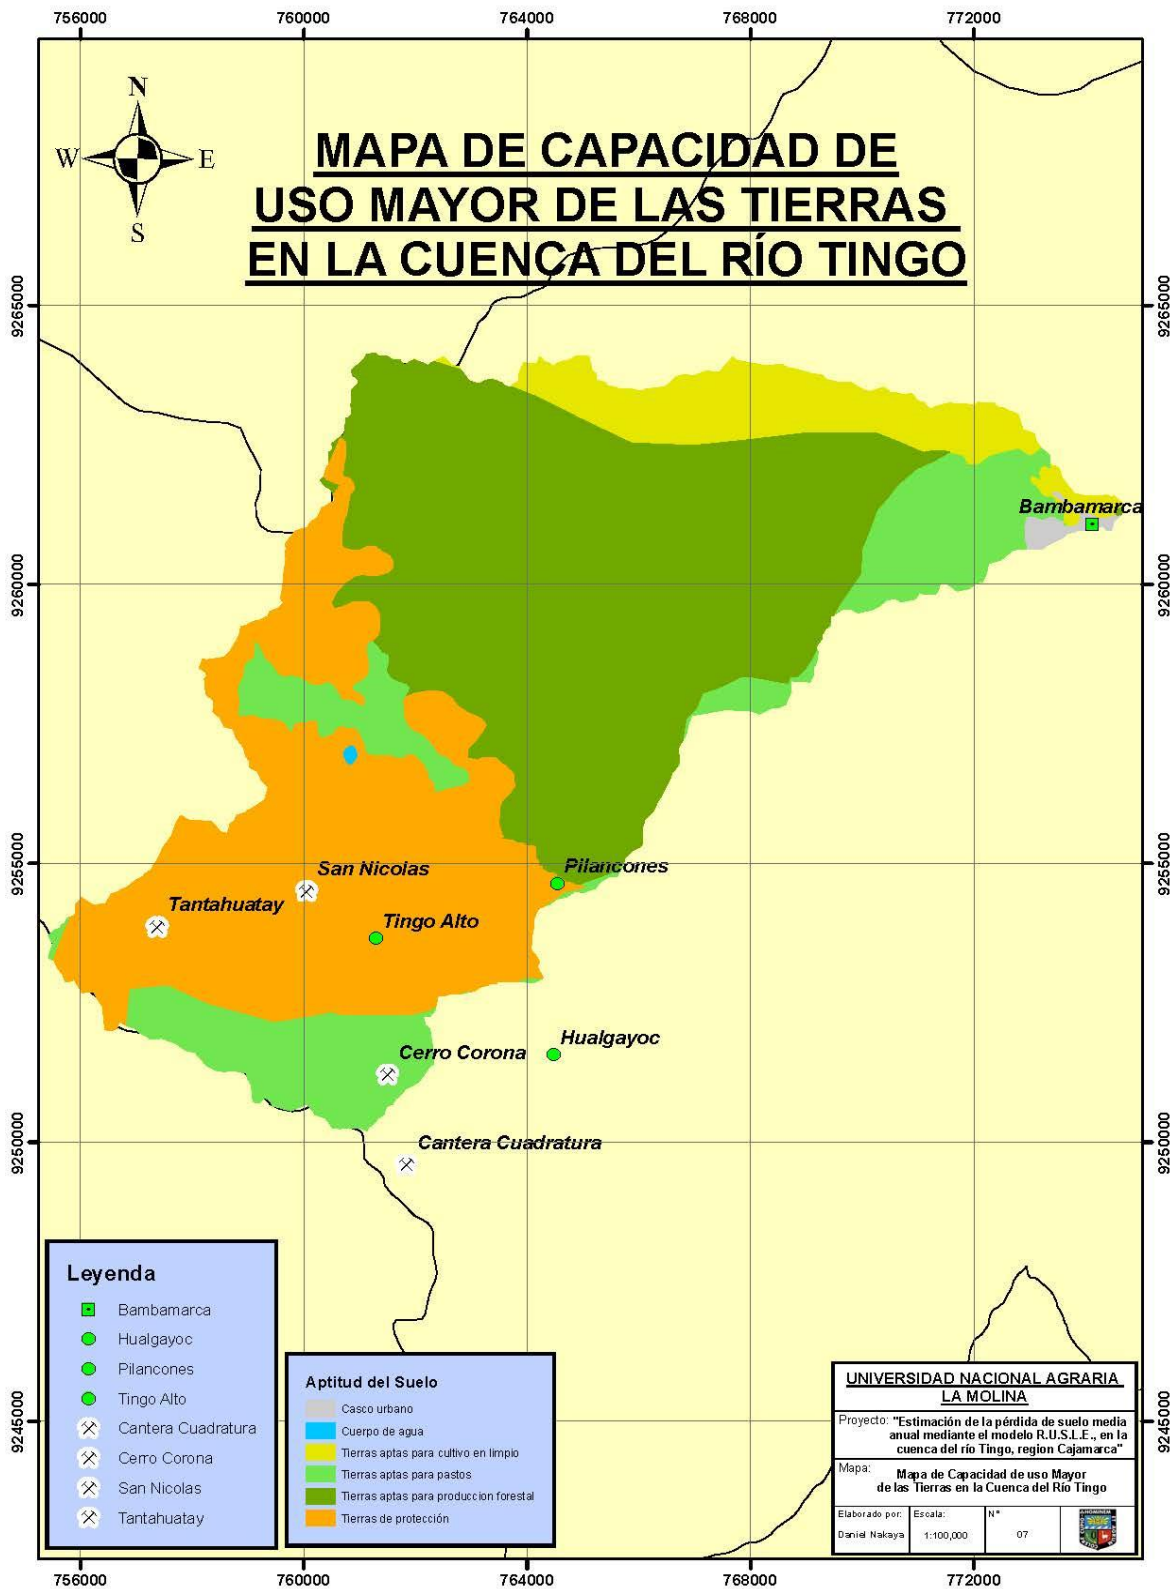 756000 760000 764000 768000 772000
N
W E
S
MAPA DE CAPACIDAD DE
USO MAYOR DE LAS TIERRAS
EN LA CUENCA DEL RÍO TINGO
9265000 9265000
Bambamarca
9260000 9260000
9255000 9255000
Pilancones
San Nicolas
Tantahuatay
Tingo Alto
Hualgayoc
Cerro Corona
9250000 9250000
Cantera Cuadratura
Leyenda
Bambamarca
Hualgayoc
Pilancones
Tingo Alto
Cantera Cuadratura
Cerro Corona
San Nicolas
Tantahuatay
Aptitud del Suelo
Casco urbano
Cuerpo de agua
Tierras aptas para cultivo en limpio
Tierras aptas para pastos
Tierras aptas para produccion forestal
Tierras de protección
9245000 9245000
UNIVERSIDAD NACIONAL AGRARIA
LA MOLINA
Proyecto: "Estimación de la pérdida de suelo media
anual mediante el modelo R.U.S.L.E., en la
cuenca del río Tingo, region Cajamarca"
Mapa: Mapa de Capacidad de uso Mayor
de las Tierras en la Cuenca del Río Tingo
Elaborado por: Escala: N°
Daniel Nakaya 1:100,000 07
756000 760000 764000 768000 772000